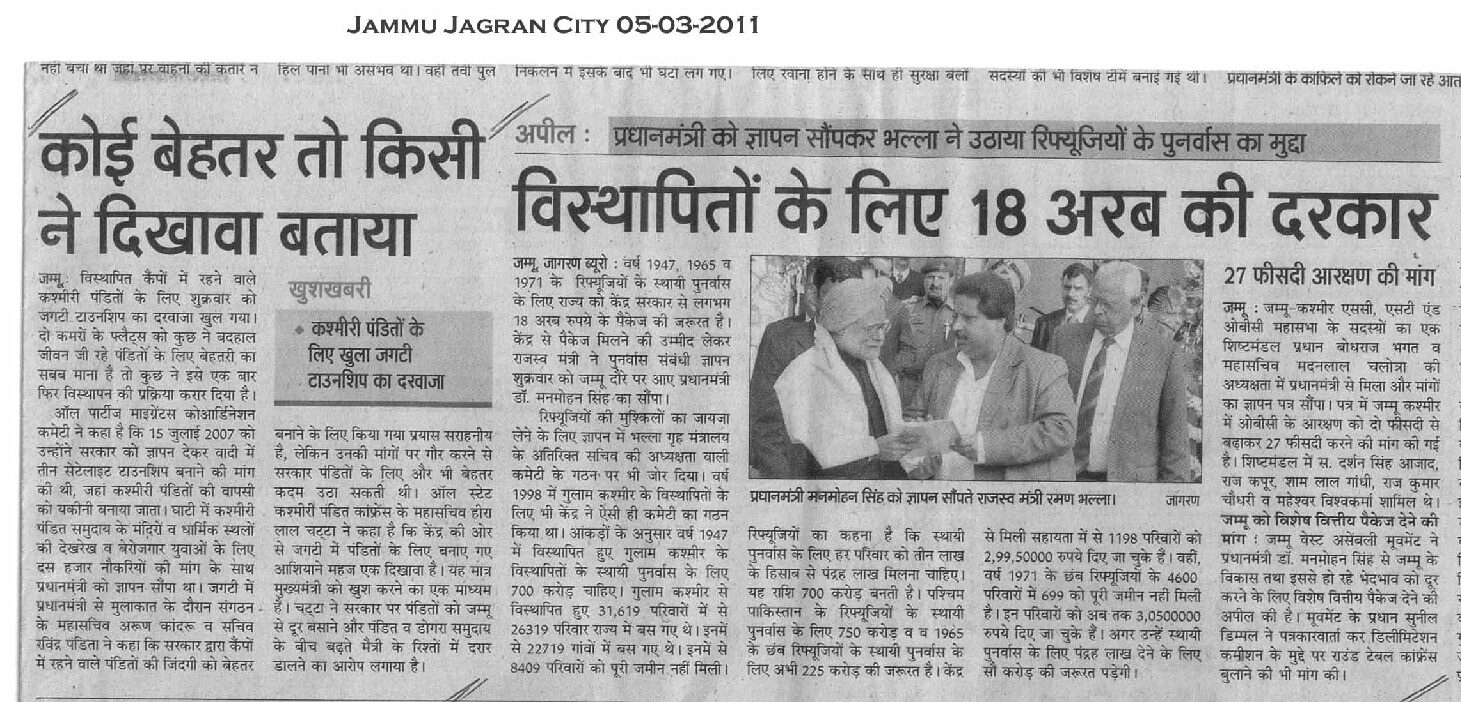 JAMMU JAGRAN CITY 05-03-2011
नहीं बचा था जहां पर वाहनों की कतार न
हिल पाना भी असंभव था। वहीं तवी पुल
निकलने में इसके बाद भी घंटा लग गए।
लिए रवाना होने के साथ ही सुरक्षा बलों
सदस्यों की भी विशेष टीमें बनाई गई थी।
प्रधानमंत्री के काफिले को रोकने जा रहे आत
कोई बेहतर तो किसी
ने दिखावा बताया
जम्मू: विस्थापित कैंपों में रहने वाले
कश्मीरी पंडितों के लिए शुक्रवार को
जगटी टाउनशिप का दरवाजा खुल गया।
दो कमरों के फ्लैट्स को कुछ ने बदहाल
जीवन जी रहे पंडितों के लिए बेहतरी का
सबब माना है तो कुछ ने इसे एक बार
फिर विस्थापन की प्रक्रिया करार दिया है।
ऑल पार्टीज माइग्रेंटस कोआर्डिनेशन
कमेटी ने कहा है कि 15 जुलाई 2007 को
उन्होंने सरकार को ज्ञापन देकर वादी में
तीन सेटेलाइट टाउनशिप बनाने की मांग
की थी, जहां कश्मीरी पंडितों की वापसी
को यकीनी बनाया जाता। घाटी में कश्मीरी
पंडित समुदाय के मंदिरों व धार्मिक स्थलों
की देखरेख व बेरोजगार युवाओं के लिए
दस हजार नौकरियों की मांग के साथ
प्रधानमंत्री को ज्ञापन सौंपा था। जगटी में
प्रधानमंत्री से मुलाकात के दौरान संगठन
के महासचिव अरूण कांदरू व सचिव
रविंद्र पंडिता ने कहा कि सरकार द्वारा कैंपों
में रहने वाले पंडितों की जिंदगी को बेहतर
खुशखबरी
कश्मीरी पंडितों के
लिए खुला जगटी
टाउनशिप का दरवाजा
बनाने के लिए किया गया प्रयास सराहनीय
है, लेकिन उनकी मांगों पर गौर करने से
सरकार पंडितों के लिए और भी बेहतर
कदम उठा सकती थी। ऑल स्टेट
कश्मीरी पंडित कांफ्रेंस के महासचिव हीरा
लाल चट्टा ने कहा है कि केंद्र की ओर
से जगटी में पंडितों के लिए बनाए गए
आशियाने महज एक दिखावा है। यह मात्र
मुख्यमंत्री को खुश करने का एक माध्यम
है। चट्टा ने सरकार पर पंडितों को जम्मू
से दूर बसाने और पंडित व डोगरा समुदाय
के बीच बढ़ते मैत्री के रिश्तों में दरार
डालने का आरोप लगाया है।
अपील : प्रधानमंत्री को ज्ञापन सौंपकर भल्ला ने उठाया रिफ्यूजियों के पुनर्वास का मुद्दा
विस्थापितों के लिए 18 अरब की दरकार
जम्मू, जागरण ब्यूरो : वर्ष 1947, 1965 व
1971 के रिफ्यूजियों के स्थायी पुनर्वास
के लिए राज्य को केंद्र सरकार से लगभग
18 अरब रुपये के पैकेज की जरूरत है।
केंद्र से पैकेज मिलने की उम्मीद लेकर
राजस्व मंत्री ने पुनर्वास संबंधी ज्ञापन
शुक्रवार को जम्मू दौरे पर आए प्रधानमंत्री
डॉ. मनमोहन सिंह का सौंपा।
रिफ्यूजियों की मुश्किलों का जायजा
लेने के लिए ज्ञापन में भल्ला गृह मंत्रालय
के अतिरिक्त सचिव की अध्यक्षता वाली
कमेटी के गठन पर भी जोर दिया। वर्ष
1998 में गुलाम कश्मीर के विस्थापितों के
लिए भी केंद्र ने ऐसी ही कमेटी का गठन
किया था। आंकड़ों के अनुसार वर्ष 1947
में विस्थापित हुए गुलाम कश्मीर के
विस्थापितों के स्थायी पुनर्वास के लिए
700 करोड़ चाहिए। गुलाम कश्मीर से
विस्थापित हुए 31,619 परिवारों में से
26319 परिवार राज्य में बस गए थे। इनमें
से 22719 गांवों में बस गए थे। इनमें से
8409 परिवारों को पूरी जमीन नहीं मिली।
प्रधानमंत्री मनमोहन सिंह को ज्ञापन सौंपते राजस्व मंत्री रमण भल्ला। जागरण
रिफ्यूजियों का कहना है कि स्थायी
पुनर्वास के लिए हर परिवार को तीन लाख
के हिसाब से पंद्रह लाख मिलना चाहिए।
यह राशि 700 करोड़ बनती है। पश्चिम
पाकिस्तान के रिफ्यूजियों के स्थायी
पुनर्वास के लिए 750 करोड़ व व 1965
के छंब रिफ्यूजियों के स्थायी पुनर्वास के
लिए अभी 225 करोड़ की जरूरत है। केंद्र
से मिली सहायता में से 1198 परिवारों को
2,99,50000 रुपये दिए जा चुके हैं। वहीं,
वर्ष 1971 के छंब रिफ्यूजियों के 4600
परिवारों में 699 को पूरी जमीन नहीं मिली
है। इन परिवारों को अब तक 3,0500000
रुपये दिए जा चुके हैं। अगर उन्हें स्थायी
पुनर्वास के लिए पंद्रह लाख देने के लिए
सौ करोड़ की जरूरत पड़ेगी।
27 फीसदी आरक्षण की मांग
जम्मू : जम्मू-कश्मीर एससी, एसटी एंड
ओबीसी महासभा के सदस्यों का एक
शिष्टमंडल प्रधान बोधराज भगत व
महासचिव मदनलाल चलोत्रा की
अध्यक्षता में प्रधानमंत्री से मिला और मांगों
का ज्ञापन पत्र सौंपा। पत्र में जम्मू कश्मीर
में ओबीसी के आरक्षण को दो फीसदी से
बढ़ाकर 27 फीसदी करने की मांग की गई
है। शिष्टमंडल में स. दर्शन सिंह आजाद,
राज कपूर, शाम लाल गांधी, राज कुमार
चौधरी व महेश्वर विश्वकर्मा शामिल थे।
जम्मू को विशेष वित्तीय पैकेज देने की
मांग : जम्मू वेस्ट असेंबली मूवमेंट ने
प्रधानमंत्री डॉ. मनमोहन सिंह से जम्मू के
विकास तथा इससे हो रहे भेदभाव को दूर
करने के लिए विशेष वित्तीय पैकेज देने की
अपील की है। मूवमेंट के प्रधान सुनील
डिम्पल ने पत्रकारवार्ता कर डिलीमिटेशन
कमीशन के मुद्दे पर राउंड टेबल कांफ्रेंस
बुलाने की भी मांग की।